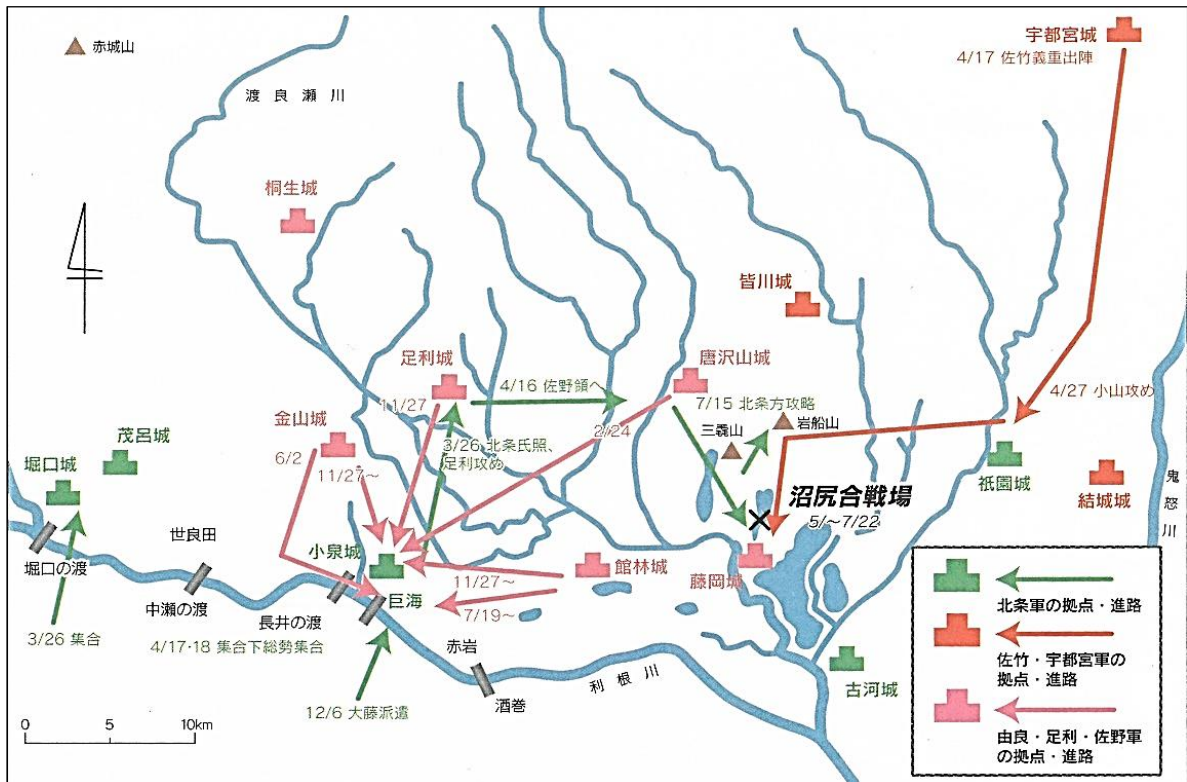 赤城山
宇都宮城
4/17 佐竹義重出陣
渡良瀬川
桐生城
皆川城
足利城
唐沢山城
4/16 佐野領へ
11/27
7/15 北条方攻略
4/27 小山攻め
金山城
2/24
三毳山
岩船山
茂呂城
6/2
11/27～
3/26 北条氏照、
足利攻め
堀口城
祇園城
結城城
鬼怒川
沼尻合戦場
5/～7/22
世良田
小泉城
堀口の渡
館林城
藤岡城
11/27～
中瀬の渡
巨海
7/19～
長井の渡
3/26 集合
4/17・18 集合下総勢集合
赤岩
利根川
古河城
酒巻
12/6 大藤派遣
0 5 10km
北条軍の拠点・進路
佐竹・宇都宮軍の
拠点・進路
由良・足利・佐野軍
の拠点・進路